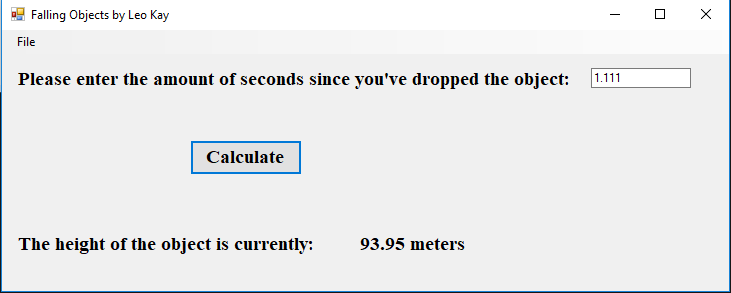 Falling Objects by Leo Kay
File
Please enter the amount of seconds since you've dropped the object: 1.111
Calculate
The height of the object is currently: 93.95 meters